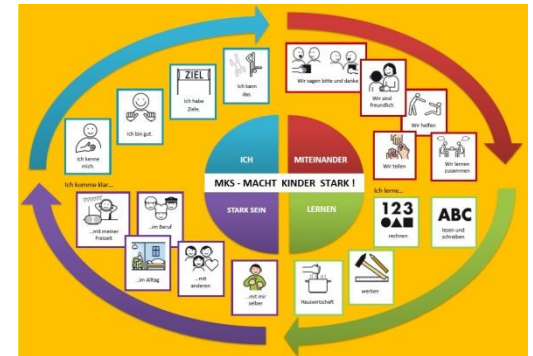 ZIEL
Ich kann
das.
Ich habe
Ziele.
Ich bin gut.
Ich kenne
mich.
Wir sagen bitte und danke
Wir sind
freundlich
Wir helfen
Wir teilen
Wir lernen
zusammen
ICH
MITEINANDER
MKS - MACHT KINDER STARK !
STARK SEIN
LERNEN
Ich komme klar...
...mit meiner
Freizeit
...im Beruf
...im Alltag
...mit
anderen
...mit mir
selber
Ich lerne...
123
rechnen
ABC
lesen und
schreiben
Hauswirtschaft
werken